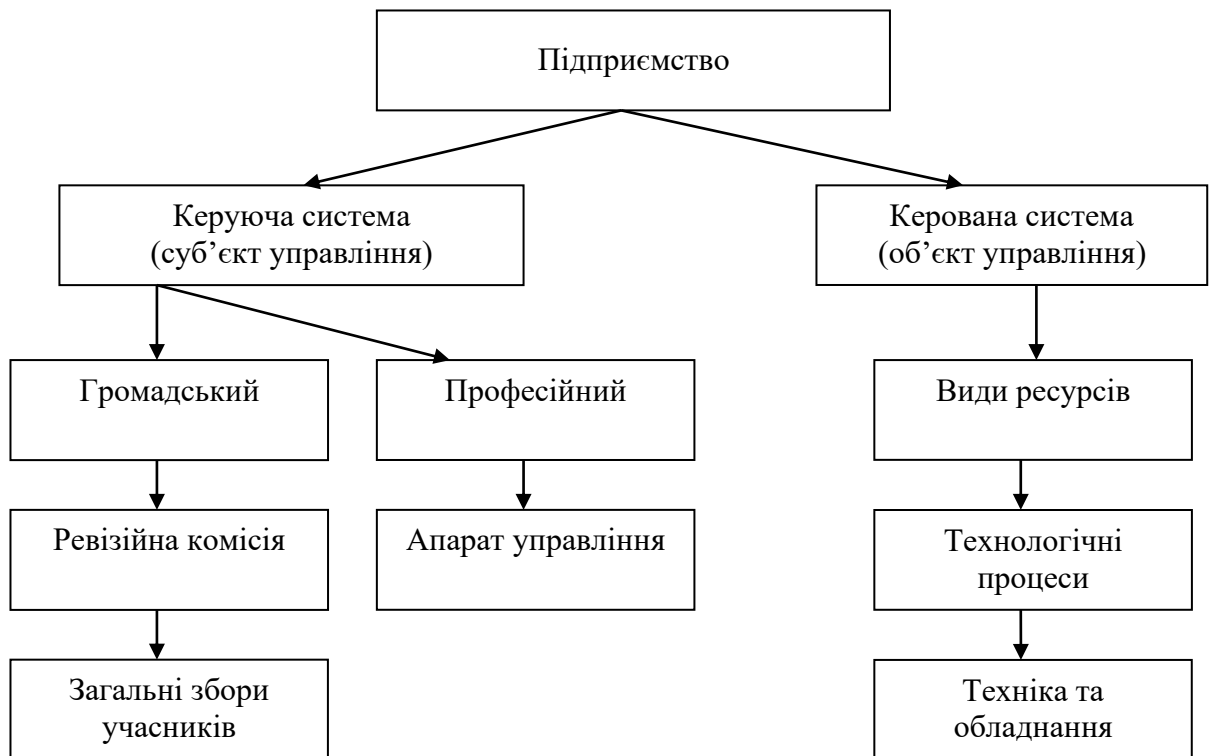 Підприємство
Керуюча система
(суб’єкт управління)
Керована система
(об’єкт управління)
Громадський
Професійний
Види ресурсів
Ревізійна комісія
Апарат управління
Технологічні
процеси
Загальні збори
учасників
Техніка та
обладнання